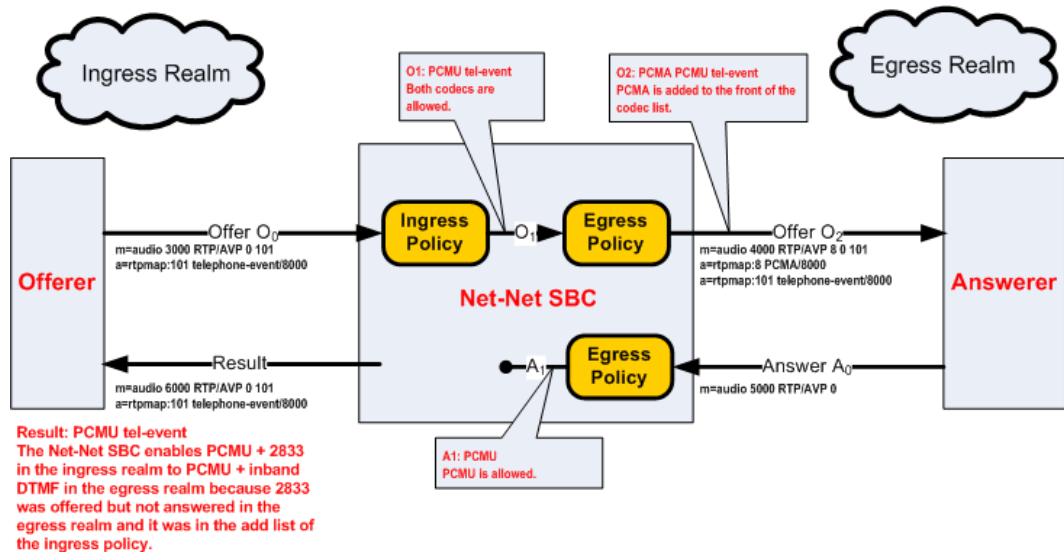 Ingress Realm
Egress Realm
O1: PCMU tel-event
Both codecs are
allowed.
O2: PCMA PCMU tel-event
PCMA is added to the front of the
codec list.
Offerer
Offer O₀
m=audio 3000 RTP/AVP 0 101
a=rtpmap:101 telephone-event/8000
Ingress
Policy
O₁
Egress
Policy
Offer O₂
m=audio 4000 RTP/AVP 8 0 101
a=rtpmap:8 PCMA/8000
a=rtpmap:101 telephone-event/8000
Answerer
Net-Net SBC
Result
m=audio 6000 RTP/AVP 0 101
a=rtpmap:101 telephone-event/8000
A₁
Egress
Policy
Answer A₀
m=audio 5000 RTP/AVP 0
Result: PCMU tel-event
The Net-Net SBC enables PCMU + 2833
in the ingress realm to PCMU + inband
DTMF in the egress realm because 2833
was offered but not answered in the
egress realm and it was in the add list of
the ingress policy.
A1: PCMU
PCMU is allowed.